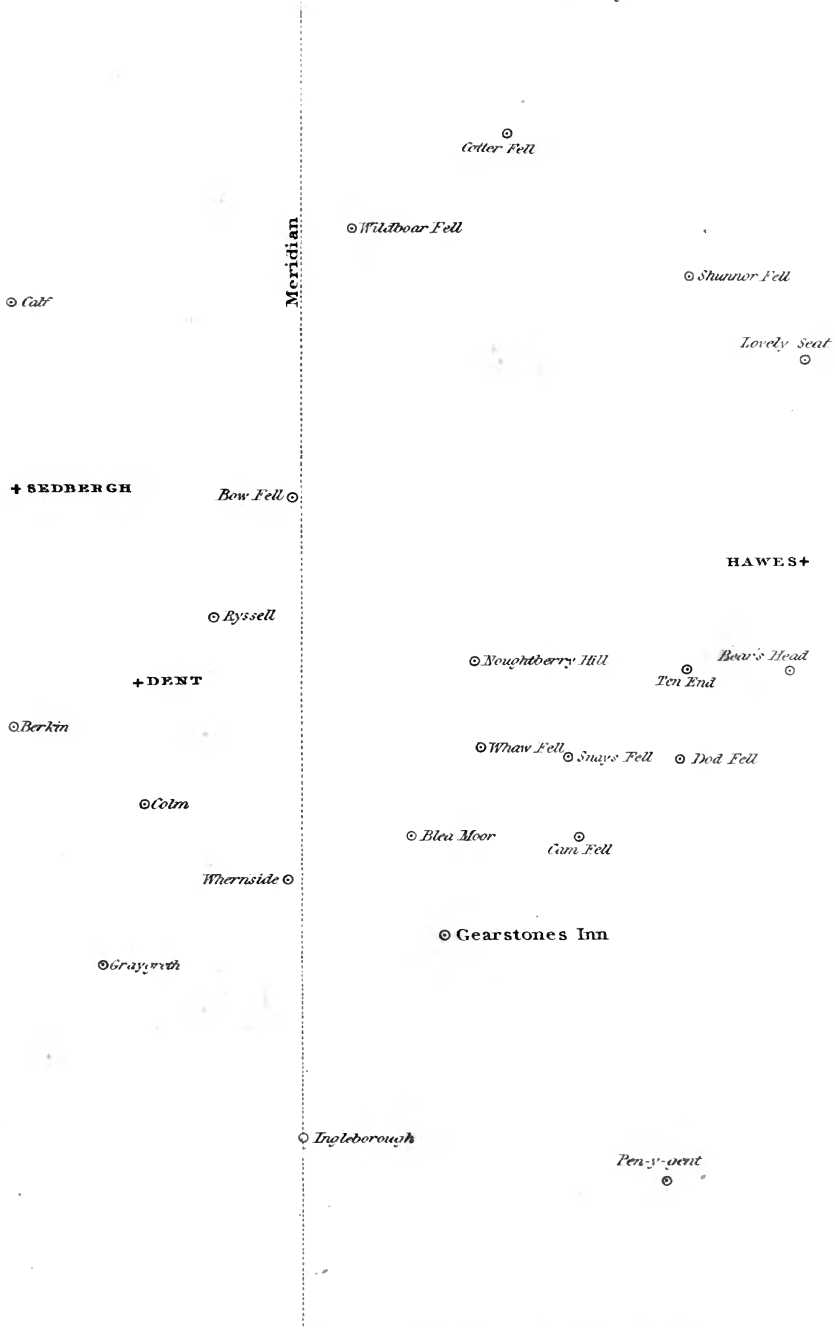 Cotter Fell
Wildboar Fell
Meridian
Shunnor Fell
Calf
Lovely Seat
SEDBERGH
Bow Fell
HAWES
Ryssell
Noughtberry Hill
Bear's Head
Ten End
DENT
Berkin
Whaw Fell
Snays Fell
Dod Fell
Colm
Blea Moor
Cam Fell
Whernside
Gearstones Inn
Graygreth
Ingleborough
Pen-y-gent